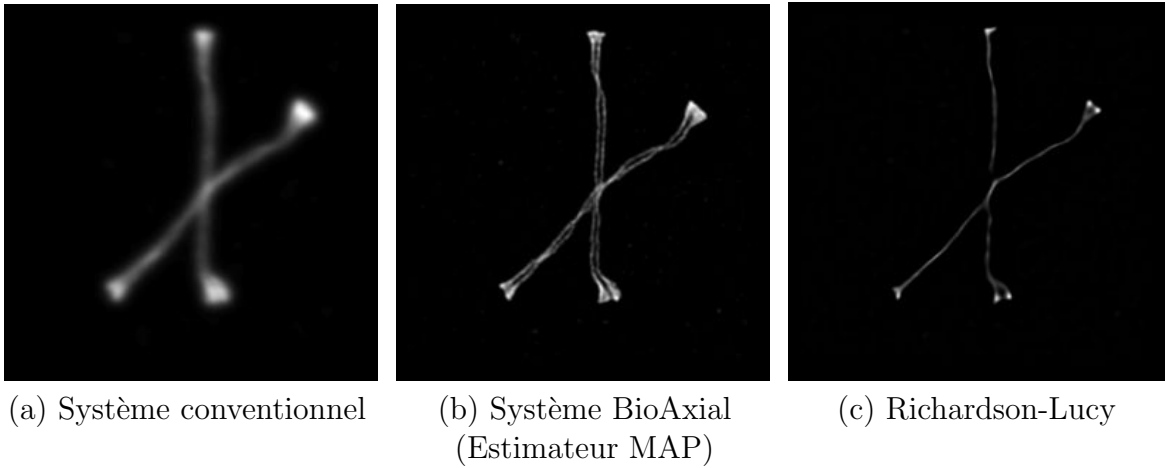 (a) Système conventionnel
(b) Système BioAxial
(Estimateur MAP)
(c) Richardson-Lucy